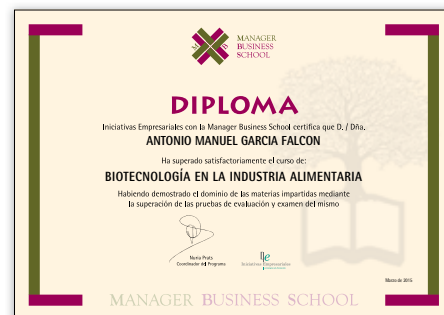 M B S
MANAGER
BUSINESS
SCHOOL
DIPLOMA
Iniciativas Empresariales con la Manager Business School certifica que D. / Dña.
ANTONIO MANUEL GARCIA FALCON
Ha superado satisfactoriamente el curso de:
BIOTECNOLOGÍA EN LA INDUSTRIA ALIMENTARIA
Habiendo demostrado el dominio de las materias impartidas mediante
la superación de las pruebas de evaluación y examen del mismo
Nuria Prats
Coordinador del Programa
Iniciativas Empresariales
Marzo de 2015
MANAGER BUSINESS SCHOOL